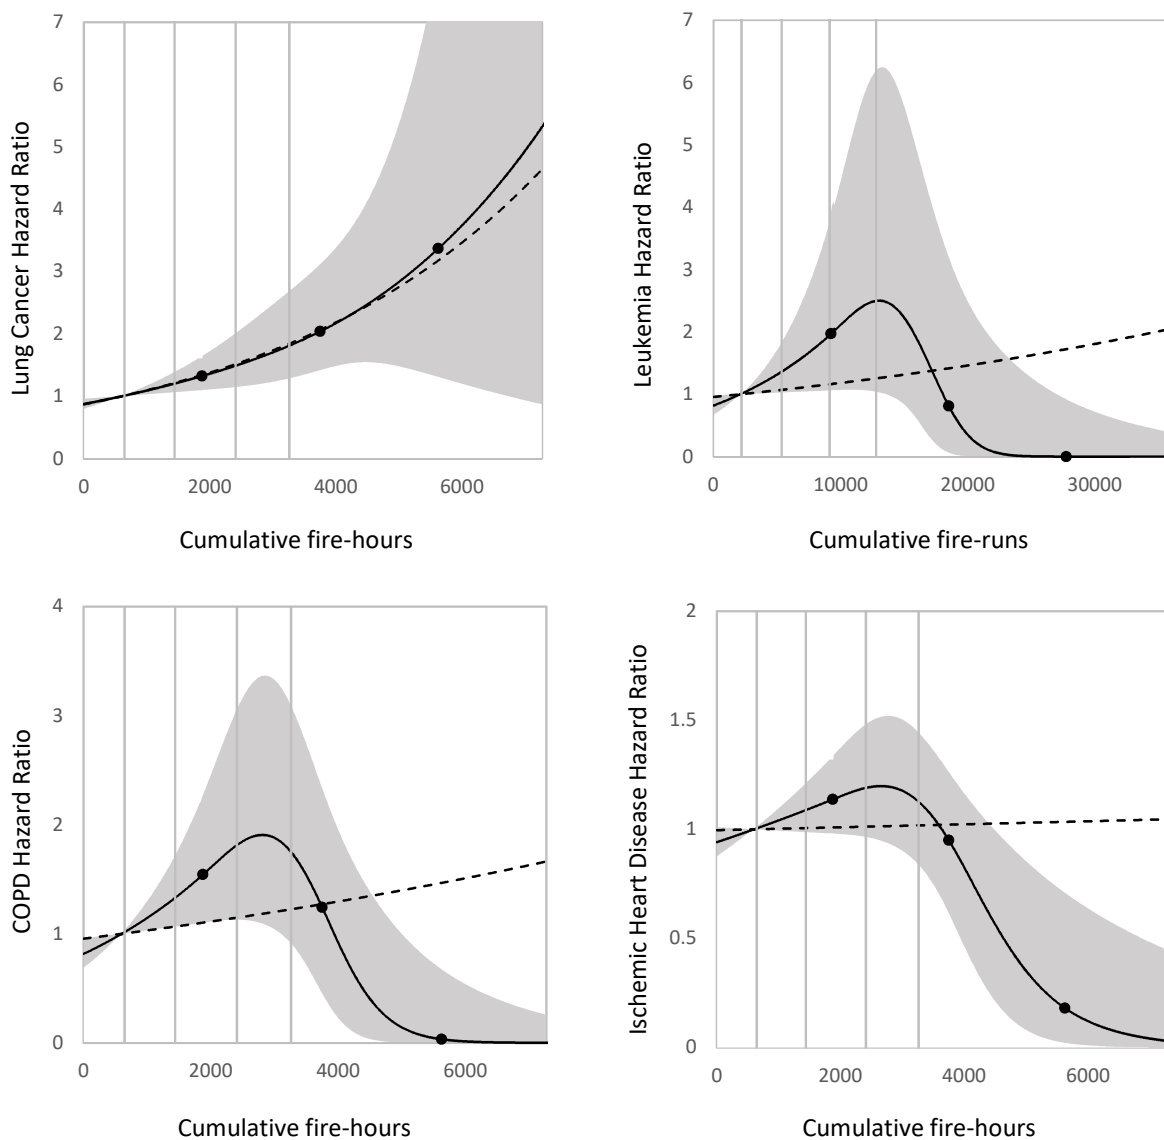 Lung Cancer Hazard Ratio
7
6
5
4
3
2
1
0
0 2000 4000 6000
Cumulative fire-hours
Leukemia Hazard Ratio
7
6
5
4
3
2
1
0
0 10000 20000 30000
Cumulative fire-runs
COPD Hazard Ratio
4
3
2
1
0
0 2000 4000 6000
Cumulative fire-hours
Ischemic Heart Disease Hazard Ratio
2
1.5
1
0.5
0
0 2000 4000 6000
Cumulative fire-hours